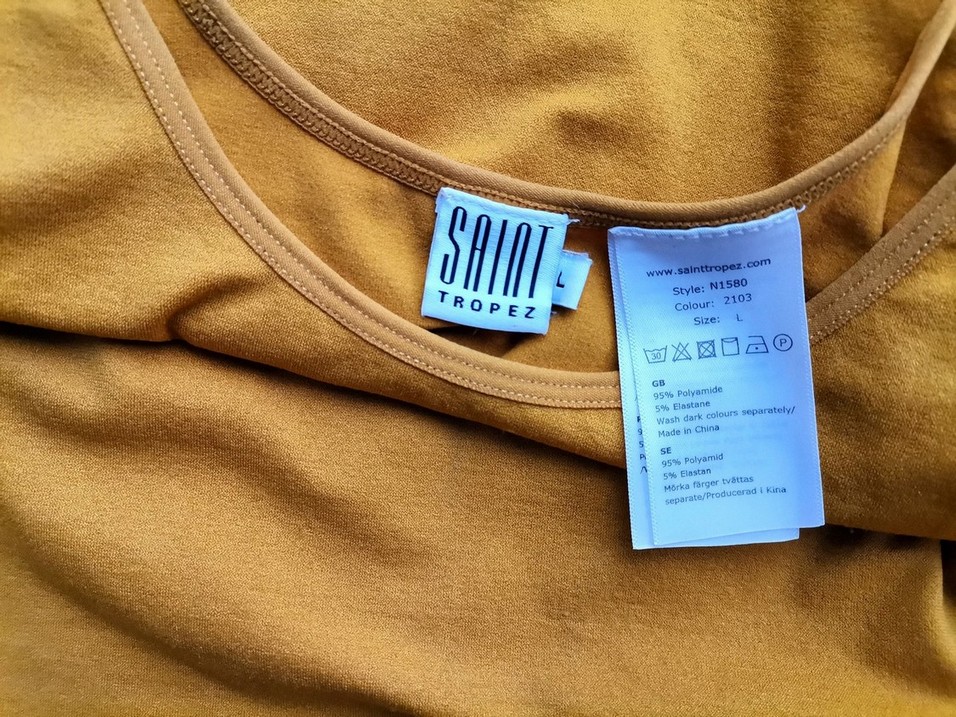 SAINT
TROPEZ
L
www.sainttropez.com
Style: N1580
Colour: 2103
Size: L
30 P
GB
95% Polyamide
5% Elastane
Wash dark colours separately/
Made in China
SE
95% Polyamid
5% Elastan
Mörka färger tvättas
separate/Producerad i Kina